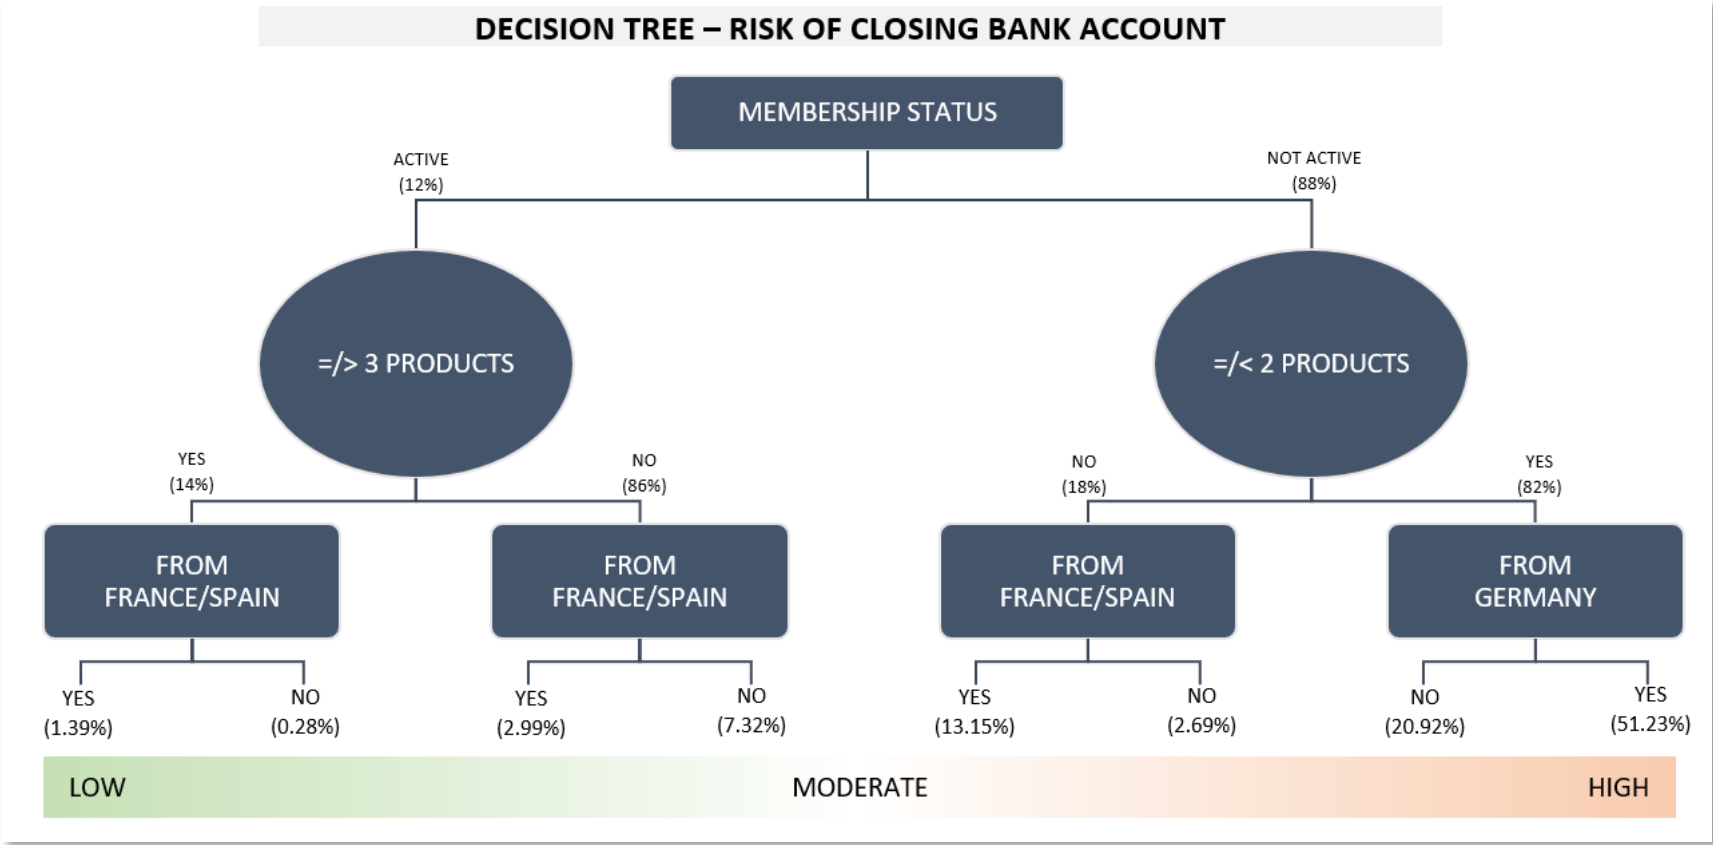 DECISION TREE – RISK OF CLOSING BANK ACCOUNT
MEMBERSHIP STATUS
ACTIVE
(12%)
NOT ACTIVE
(88%)
=/> 3 PRODUCTS
=/< 2 PRODUCTS
YES
(14%)
NO
(86%)
NO
(18%)
YES
(82%)
FROM
FRANCE/SPAIN
FROM
FRANCE/SPAIN
FROM
FRANCE/SPAIN
FROM
GERMANY
YES
(1.39%)
NO
(0.28%)
YES
(2.99%)
NO
(7.32%)
YES
(13.15%)
NO
(2.69%)
NO
(20.92%)
YES
(51.23%)
LOW
MODERATE
HIGH